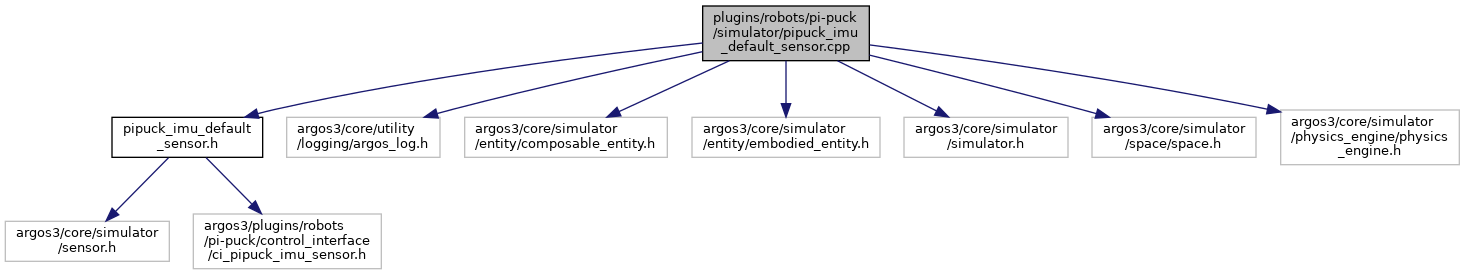 plugins/robots/pi-puck
/simulator/pipuck_imu
_default_sensor.cpp
pipuck_imu_default
_sensor.h
argos3/core/utility
/logging/argos_log.h
argos3/core/simulator
/entity/composable_entity.h
argos3/core/simulator
/entity/embodied_entity.h
argos3/core/simulator
/simulator.h
argos3/core/simulator
/space/space.h
argos3/core/simulator
/physics_engine/physics
_engine.h
argos3/core/simulator
/sensor.h
argos3/plugins/robots
/pi-puck/control_interface
/ci_pipuck_imu_sensor.h